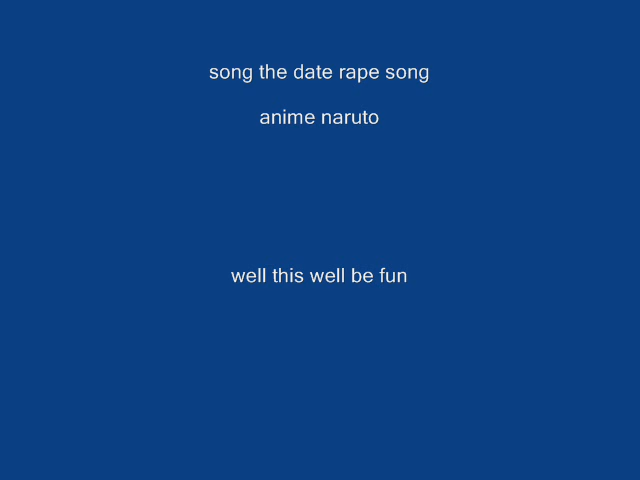 song the date rape song
anime naruto
well this well be fun